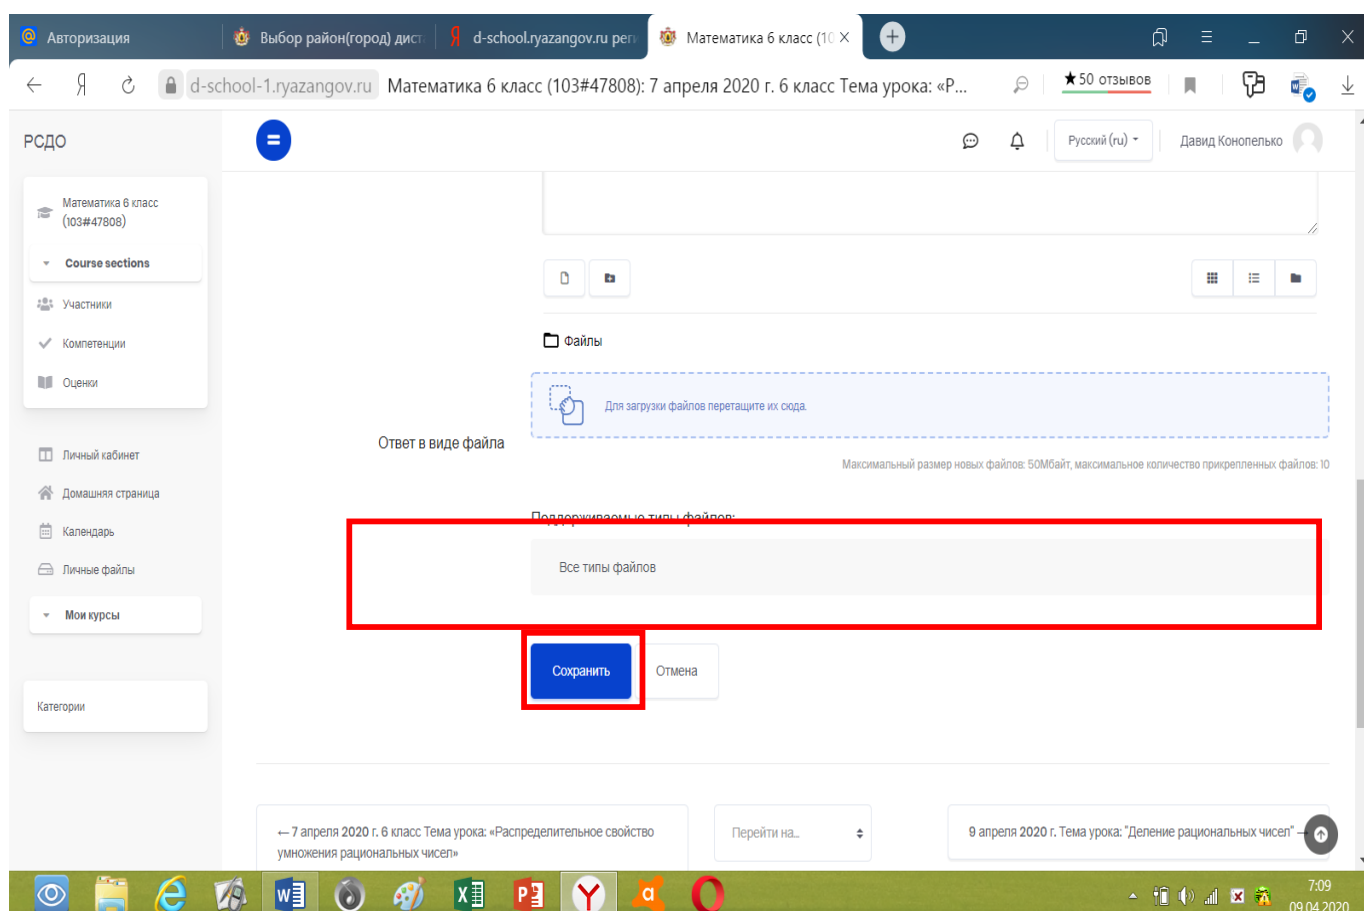 Авторизация
Выбор район(город) дист
d-school.ryazangov.ru реги
Математика 6 класс (10
d-school-1.ryazangov.ru
Математика 6 класс (103#47808): 7 апреля 2020 г. 6 класс Тема урока: «Р...
★ 50 отзывов
РСДО
Русский (ru)
Давид Конопелько
Математика 6 класс
(103#47808)
Course sections
Участники
Компетенции
Оценки
Личный кабинет
Домашняя страница
Календарь
Личные файлы
Мои курсы
Категории
Файлы
Для загрузки файлов перетащите их сюда.
Ответ в виде файла
Максимальный размер новых файлов: 50Мбайт, максимальное количество прикрепленных файлов: 10
Поддерживаемые типы файлов:
Все типы файлов
Сохранить
Отмена
← 7 апреля 2020 г. 6 класс Тема урока: «Распределительное свойство
умножения рациональных чисел»
Перейти на...
9 апреля 2020 г. Тема урока: "Деление рациональных чисел" →
7:09
09.04.2020